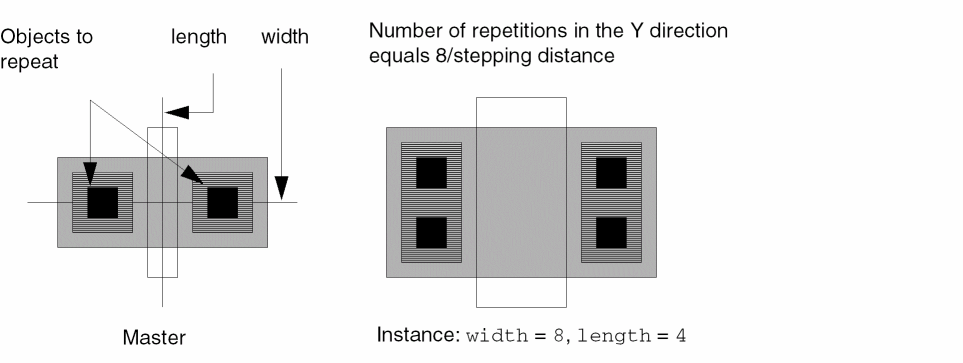 Objects to
repeat
length
width
Number of repetitions in the Y direction
equals 8/stepping distance
Master
Instance: width = 8, length = 4